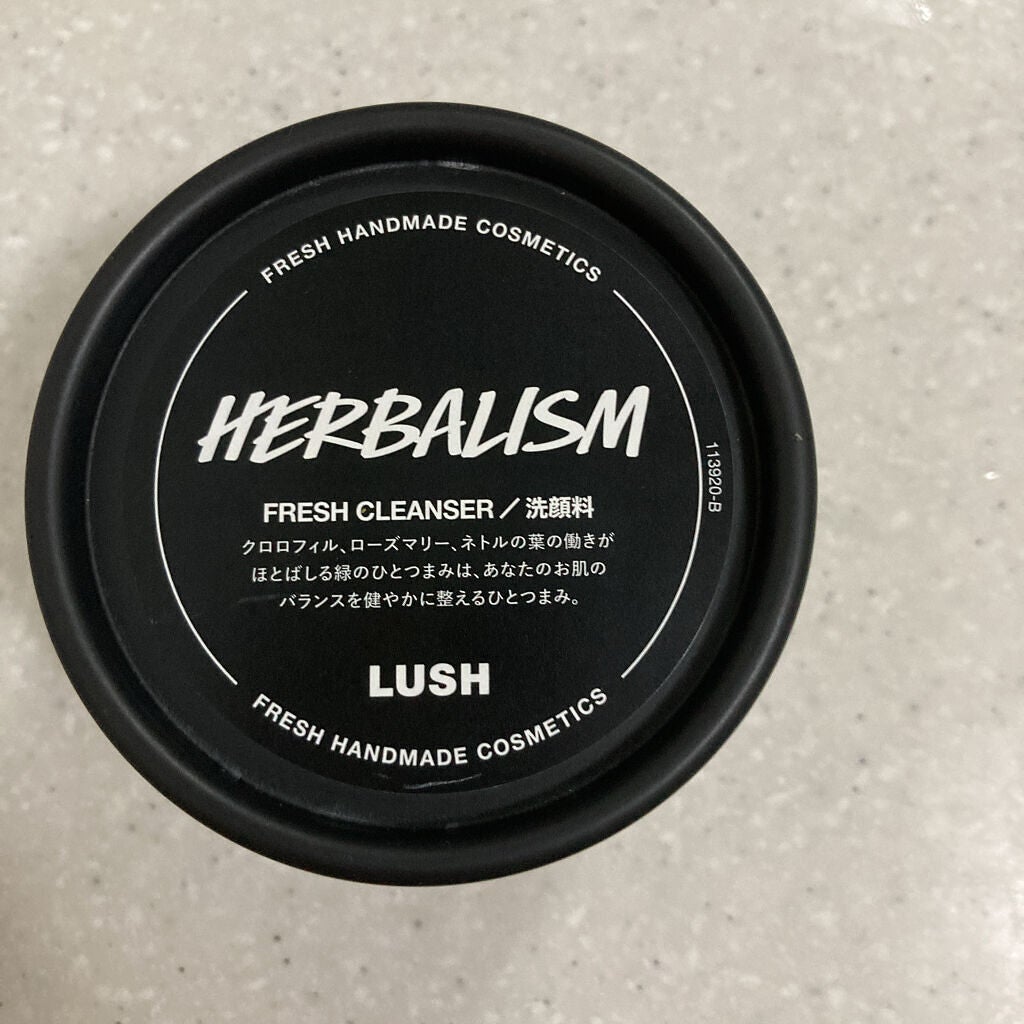 FRESH HANDMADE COSMETICS
HERBALISM
FRESH CLEANSER／洗顔料
クロロフィル、ローズマリー、ネトルの葉の働きが
ほとばしる緑のひとつまみは、あなたのお肌の
バランスを健やかに整えるひとつまみ。
LUSH
FRESH HANDMADE COSMETICS
113920-B